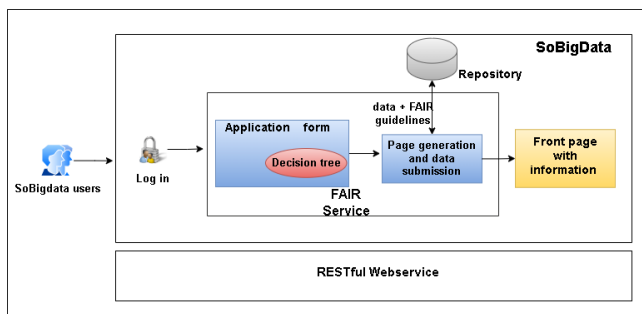 SoBigData
Repository
data + FAIR
guidelines
Application form
Decision tree
Page generation
and data
submission
Front page
with
information
Log in
SoBigdata users
FAIR
Service
RESTful Webservice